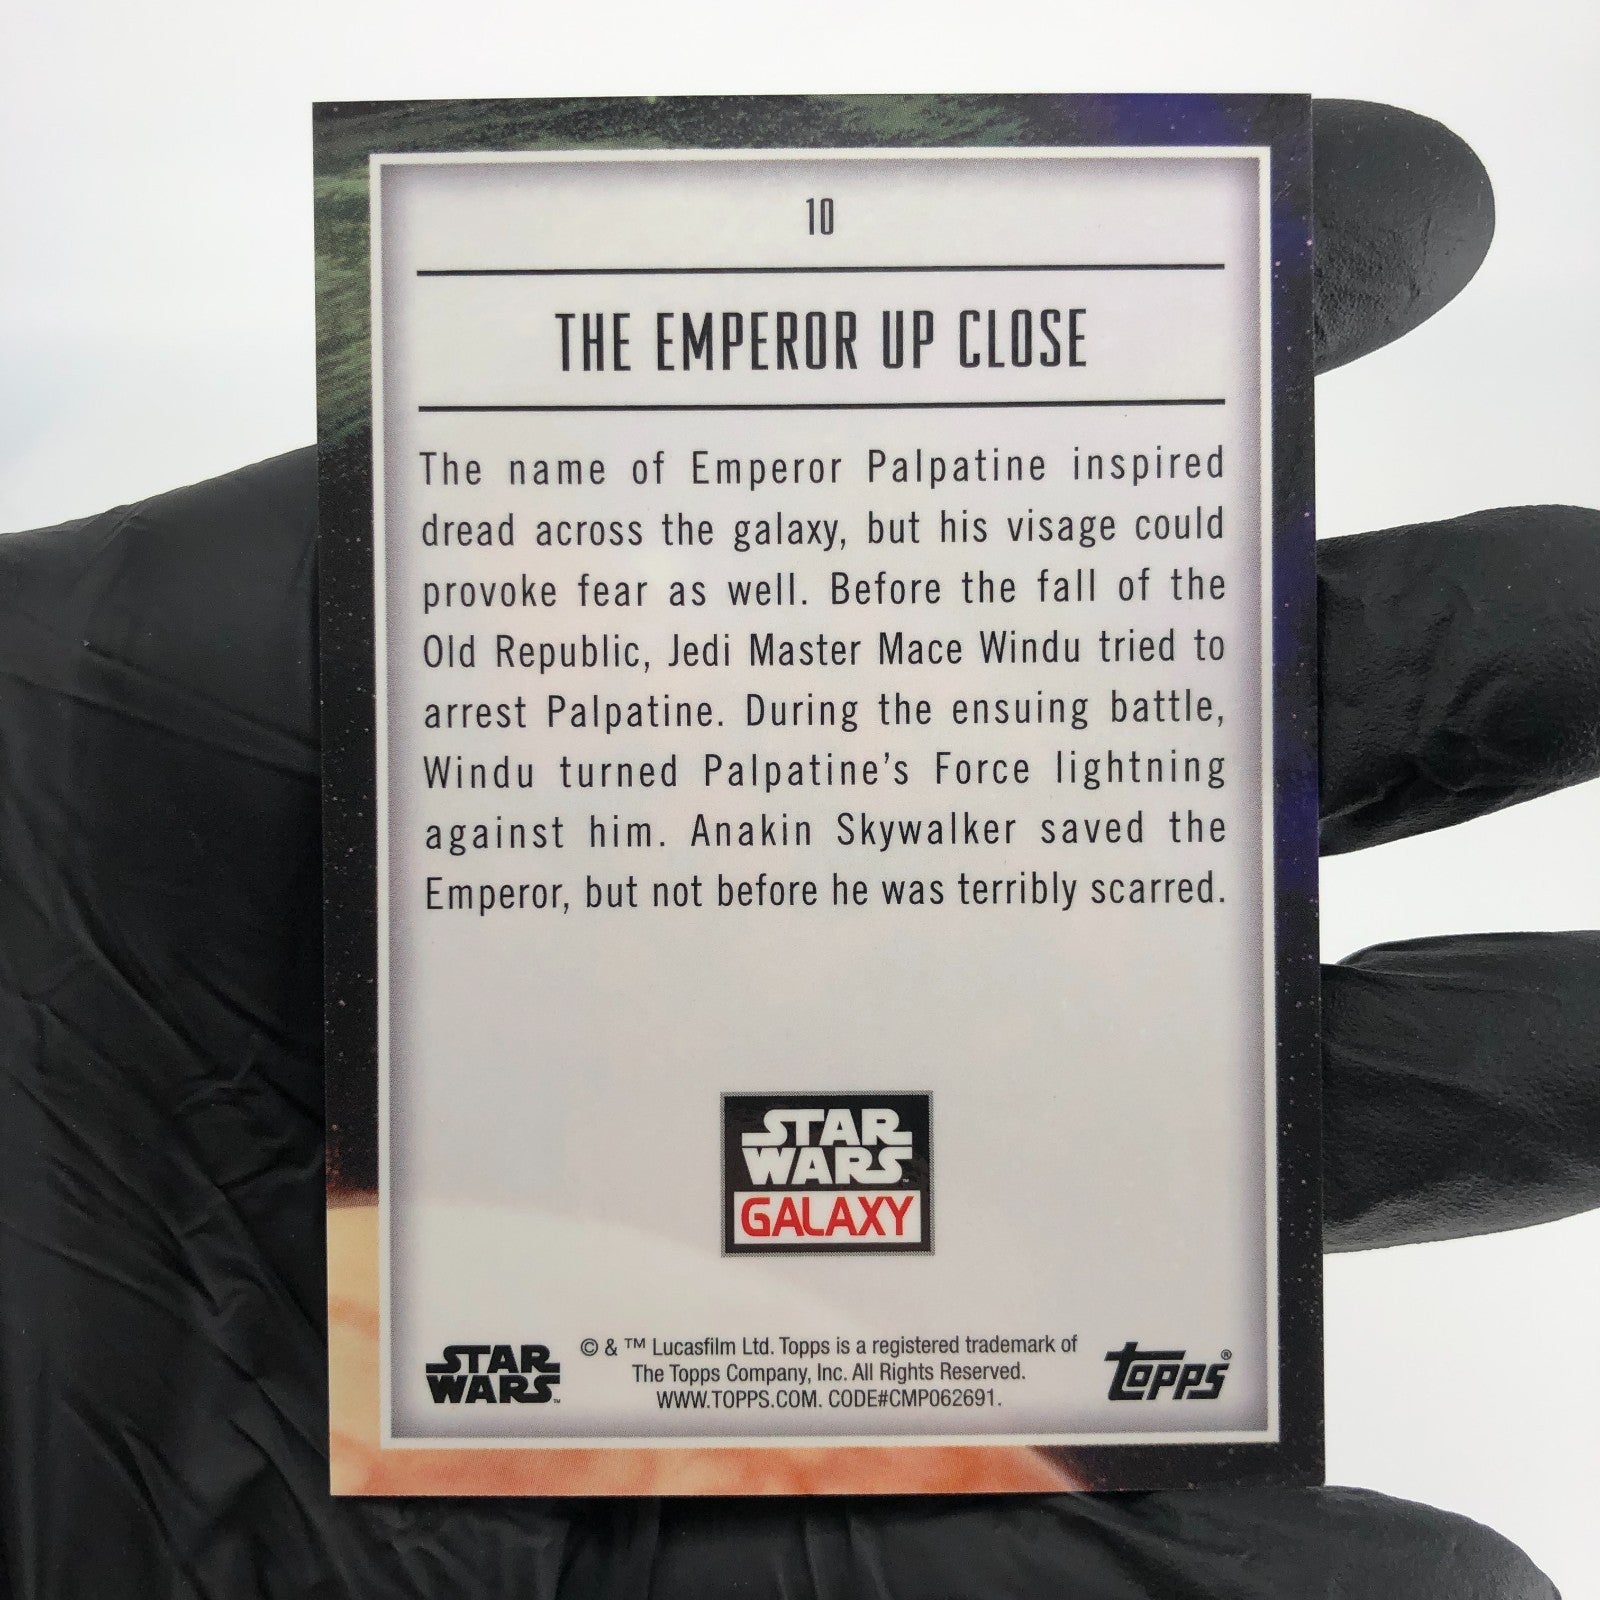 10
THE EMPEROR UP CLOSE
The name of Emperor Palpatine inspired
dread across the galaxy, but his visage could
provoke fear as well. Before the fall of the
Old Republic, Jedi Master Mace Windu tried to
arrest Palpatine. During the ensuing battle,
Windu turned Palpatine's Force lightning
against him. Anakin Skywalker saved the
Emperor, but not before he was terribly scarred.
STAR
WARS™
GALAXY
STAR
WARS™
© & ™ Lucasfilm Ltd. Topps is a registered trademark of
The Topps Company, Inc. All Rights Reserved.
WWW.TOPPS.COM. CODE#CMP062691.
Topps®